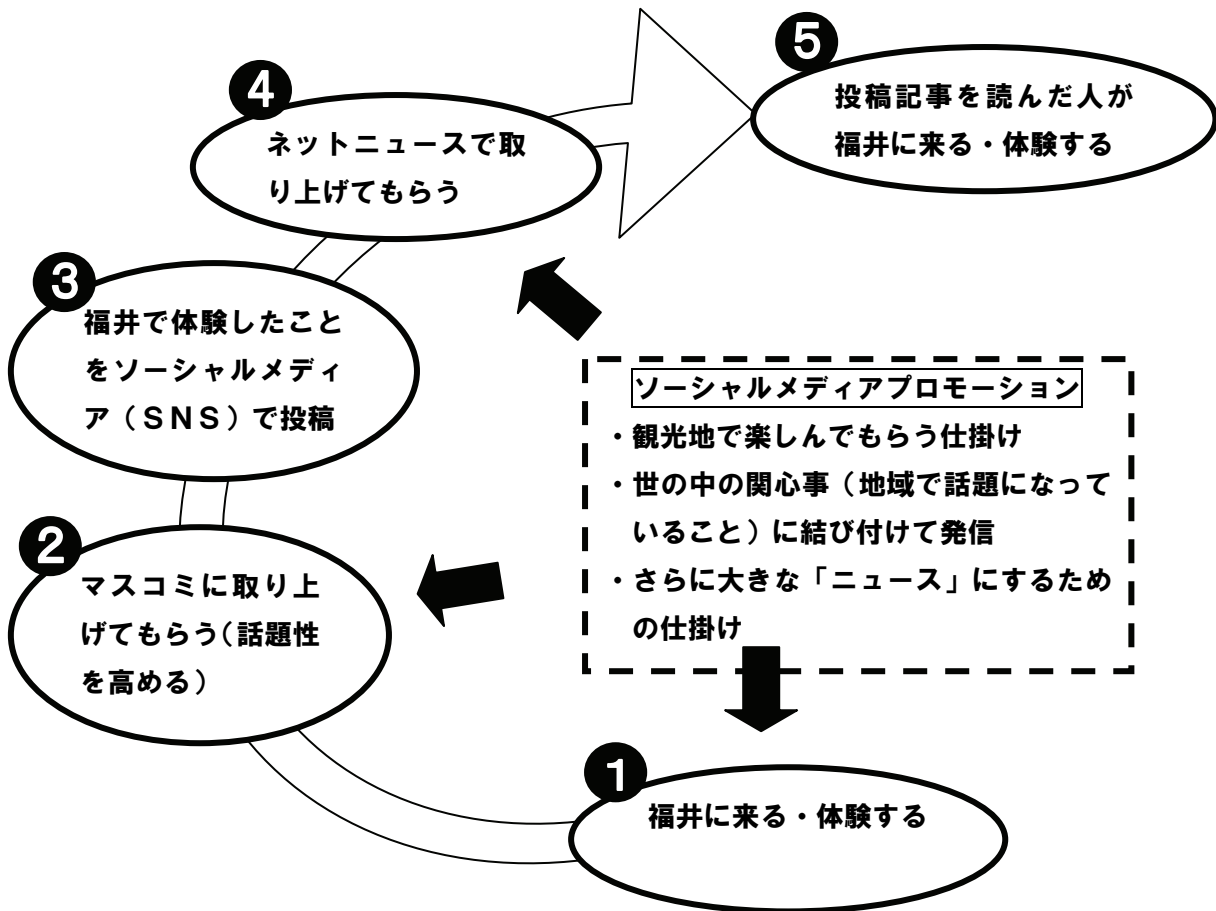 5
投稿記事を読んだ人が
福井に来る・体験する
4
ネットニュースで取
り上げてもらう
3
福井で体験したこと
をソーシャルメディ
ア（ＳＮＳ）で投稿
ソーシャルメディアプロモーション
・観光地で楽しんでもらう仕掛け
・世の中の関心事（地域で話題になって
いること）に結び付けて発信
・さらに大きな「ニュース」にするため
の仕掛け
2
マスコミに取り上
げてもらう（話題性
を高める）
1
福井に来る・体験する